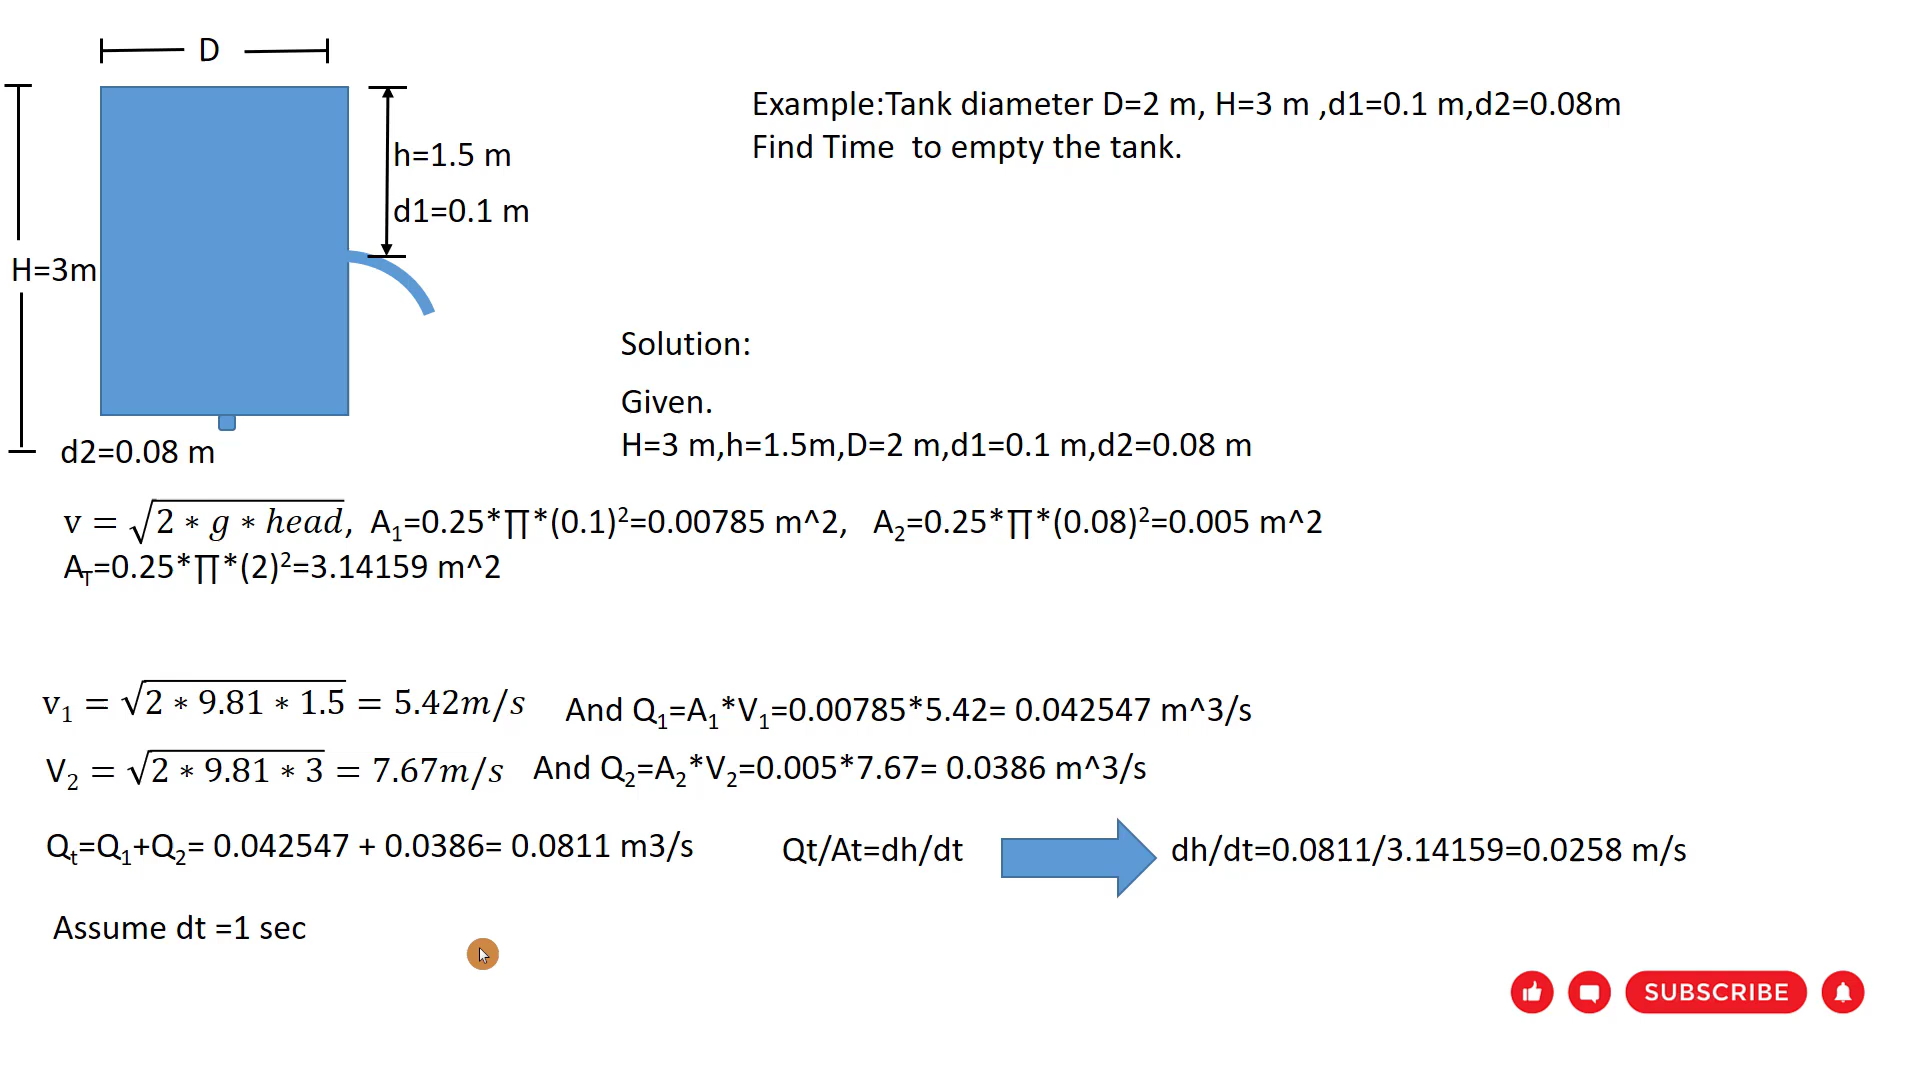 D
h=1.5 m
d1=0.1 m
H=3m
d2=0.08 m
Example:Tank diameter D=2 m, H=3 m ,d1=0.1 m,d2=0.08m
Find Time  to empty the tank.
Solution:
Given.
H=3 m,h=1.5m,D=2 m,d1=0.1 m,d2=0.08 m
v = √(2 ∗ g ∗ head),  A₁=0.25*∏*(0.1)²=0.00785 m^2,   A₂=0.25*∏*(0.08)²=0.005 m^2
A_T=0.25*∏*(2)²=3.14159 m^2
v₁ = √(2 ∗ 9.81 ∗ 1.5) = 5.42m/s    And Q₁=A₁*V₁=0.00785*5.42= 0.042547 m^3/s
V₂ = √(2 ∗ 9.81 ∗ 3) = 7.67m/s   And Q₂=A₂*V₂=0.005*7.67= 0.0386 m^3/s
Qₜ=Q₁+Q₂= 0.042547 + 0.0386= 0.0811 m3/s    Qt/At=dh/dt    dh/dt=0.0811/3.14159=0.0258 m/s
Assume dt =1 sec
SUBSCRIBE